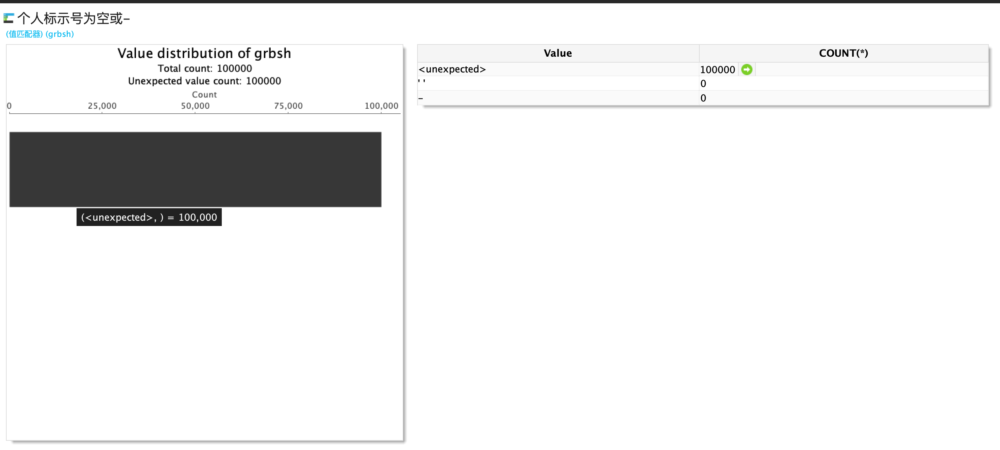 个人标示号为空或-
(值匹配器) (grbsh)
Value distribution of grbsh
Total count: 100000
Unexpected value count: 100000
Count
0 25,000 50,000 75,000 100,000
(<unexpected>, ) = 100,000
Value COUNT(*)
<unexpected> 100000
' ' 0
- 0